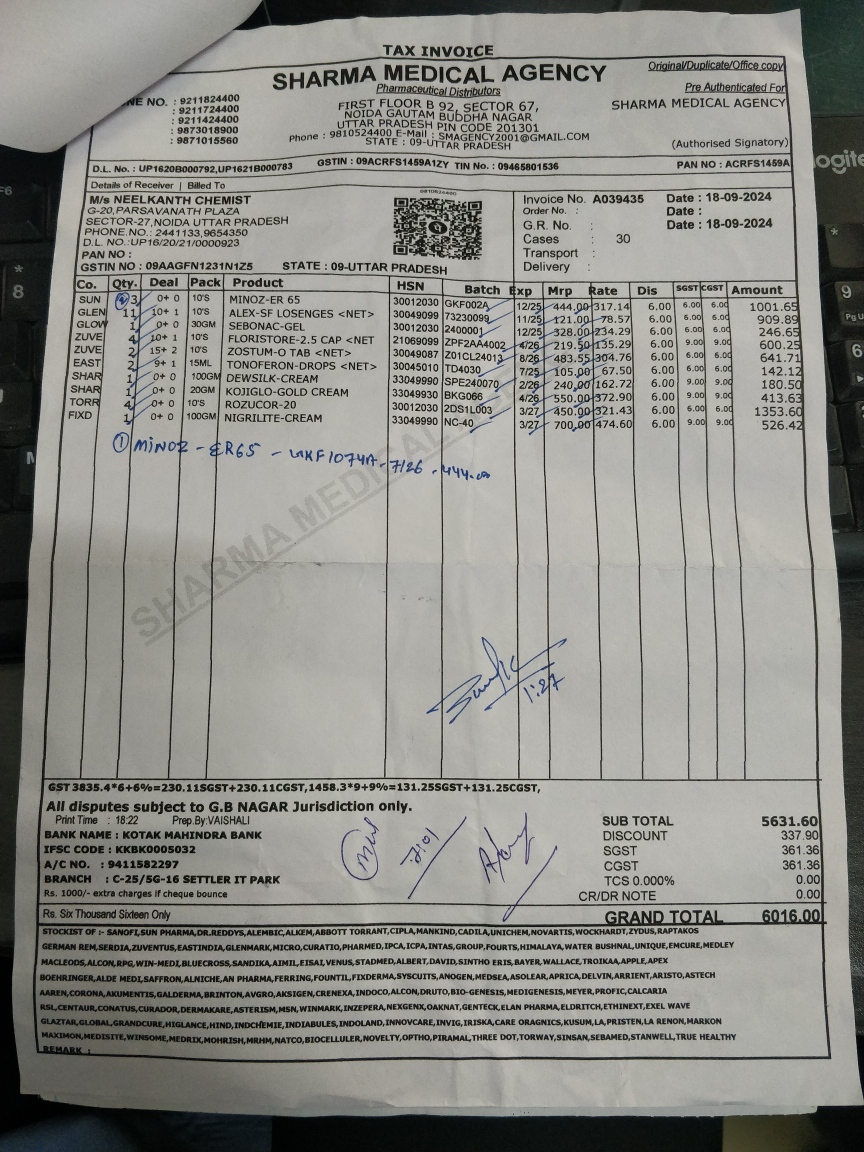 TAX INVOICE
Original/Duplicate/Office copy
SHARMA MEDICAL AGENCY
Pharmaceutical Distributors
Pre Authenticated For
SHARMA MEDICAL AGENCY
NE NO. : 9211824400
: 9211724400
: 9211424400
: 9873018900
: 9871015560
FIRST FLOOR B 92, SECTOR 67,
NOIDA GAUTAM BUDDHA NAGAR
UTTAR PRADESH PIN CODE 201301
Phone : 9810524400 E-Mail : SMAGENCY2001@GMAIL.COM
STATE : 09-UTTAR PRADESH
(Authorised Signatory)
D.L. No. : UP1620B000792,UP1621B000783 GSTIN : 09ACRFS1459A1ZY TIN No. : 09465801536 PAN NO : ACRFS1459A
Details of Receiver | Billed To
M/s NEELKANTH CHEMIST
G-20,PARSAVANATH PLAZA
SECTOR-27,NOIDA UTTAR PRADESH
PHONE.NO.: 2441133,9654350
D.L. NO.:UP16/20/21/0000923
PAN NO :
GSTIN NO : 09AAGFN1231N1Z5 STATE : 09-UTTAR PRADESH
9810524400
Invoice No. A039435 Date : 18-09-2024
Order No. : Date :
G.R. No. : Date : 18-09-2024
Cases : 30
Transport :
Delivery :
Co. Qty. Deal Pack Product HSN Batch Exp Mrp Rate Dis SGST CGST Amount
SUN 3 0+ 0 10'S MINOZ-ER 65 30012030 GKF002A 12/25 444.00 317.14 6.00 6.00 6.00 1001.65
GLEN 11 10+ 1 10'S ALEX-SF LOSENGES <NET> 30049099 73230099 11/25 121.00 78.57 6.00 6.00 6.00 909.89
GLOW 1 0+ 0 30GM SEBONAC-GEL 30012030 2400001 12/25 328.00 234.29 6.00 6.00 6.00 246.65
ZUVE 4 10+ 1 10'S FLORISTORE-2.5 CAP <NET 21069099 ZPF2AA4002 4/26 219.50 135.29 6.00 9.00 9.00 600.25
ZUVE 2 15+ 2 10'S ZOSTUM-O TAB <NET> 30049087 Z01CL24013 8/26 483.55 304.76 6.00 6.00 6.00 641.71
EAST 2 9+ 1 15ML TONOFERON-DROPS <NET> 30045010 TD4030 7/25 105.00 67.50 6.00 6.00 6.00 142.12
SHAR 1 0+ 0 100GM DEWSILK-CREAM 33049990 SPE240070 2/26 240.00 162.72 6.00 9.00 9.00 180.50
SHAR 1 0+ 0 20GM KOJIGLO-GOLD CREAM 33049930 BKG066 4/26 550.00 372.90 6.00 9.00 9.00 413.63
TORR 4 0+ 0 10'S ROZUCOR-20 30012030 2DS1L003 3/27 450.00 321.43 6.00 6.00 6.00 1353.60
FIXD 1 0+ 0 100GM NIGRILITE-CREAM 33049990 NC-40 3/27 700.00 474.60 6.00 9.00 9.00 526.42
① MINOZ - ER65 - GKF1074A - 7/26 - 444.00
SHARMA MEDICAL
1:27
GST 3835.4*6+6%=230.11SGST+230.11CGST,1458.3*9+9%=131.25SGST+131.25CGST,
All disputes subject to G.B NAGAR Jurisdiction only.
Print Time : 18:22 Prep.By:VAISHALI
BANK NAME : KOTAK MAHINDRA BANK
IFSC CODE : KKBK0005032
A/C NO. : 9411582297
BRANCH : C-25/5G-16 SETTLER IT PARK
Rs. 1000/- extra charges if cheque bounce
SUB TOTAL 5631.60
DISCOUNT 337.90
SGST 361.36
CGST 361.36
TCS 0.000% 0.00
CR/DR NOTE 0.00
Rs. Six Thousand Sixteen Only
GRAND TOTAL 6016.00
STOCKIST OF :- SANOFI,SUN PHARMA,DR.REDDYS,ALEMBIC,ALKEM,ABBOTT TORRANT,CIPLA,MANKIND,CADILA,UNICHEM,NOVARTIS,WOCKHARDT,ZYDUS,RAPTAKOS
GERMAN REM,SERDIA,ZUVENTUS,EASTINDIA,GLENMARK,MICRO,CURATIO,PHARMED,IPCA,ICPA,INTAS,GROUP,FOURTS,HIMALAYA,WATER BUSHNAL,UNIQUE,EMCURE,MEDLEY
MACLEODS,ALCON,RPG,WIN-MEDI,BLUECROSS,SANDIKA,AIMIL,EISAI,VENUS,STADMED,ALBERT,DAVID,SINTHO ERIS,BAYER,WALLACE,TROIKAA,APPLE,APEX
BOEHRINGER,ALDE MEDI,SAFFRON,ALNICHE,AN PHARMA,FERRING,FOUNTIL,FIXDERMA,SYSCUITS,ANOGEN,MEDSEA,ASOLEAR,APRICA,DELVIN,ARRIENT,ARISTO,ASTECH
AAREN,CORONA,AKUMENTIS,GALDERMA,BRINTON,AVGRO,AKSIGEN,CRENEXA,INDOCO,ALCON,DRUTO,BIO-GENESIS,MEDIGENESIS,MEYER,PROFIC,CALCARIA
RSL,CENTAUR,CONATUS,CURADOR,DERMAKARE,ASTERISM,MSN,WINMARK,INZEPERA,NEXGENX,OAKNAT,GENTECK,ELAN PHARMA,ELDRITCH,ETHINEXT,EXEL WAVE
GLAZTAR,GLOBAL,GRANDCURE,HIGLANCE,HIND,INDCHEMIE,INDIABULES,INDOLAND,INNOVCARE,INVIG,IRISKA,CARE ORAGNICS,KUSUM,LA,PRISTEN,LA RENON,MARKON
MAXIMON,MEDISITE,WINSOME,MEDRIX,MOHRISH,MRHM,NATCO,BIOCELLULER,NOVELTY,OPTHO,PIRAMAL,THREE DOT,TORWAY,SINSAN,SEBAMED,STANWELL,TRUE HEALTHY
REMARK :